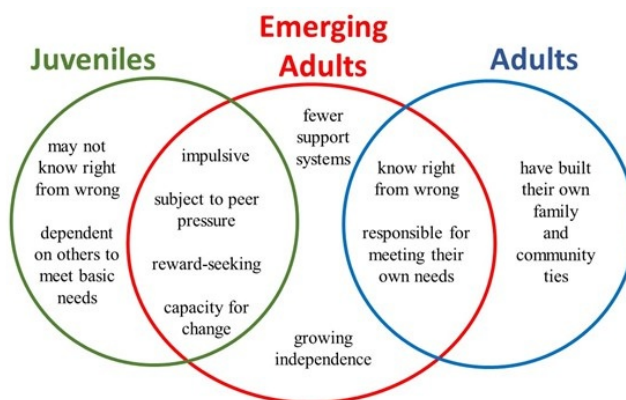 Juveniles
Emerging
Adults
Adults
may not
know right
from wrong
dependent
on others to
meet basic
needs
impulsive
subject to peer
pressure
reward-seeking
capacity for
change
fewer
support
systems
growing
independence
know right
from wrong
responsible for
meeting their
own needs
have built
their own
family
and
community
ties